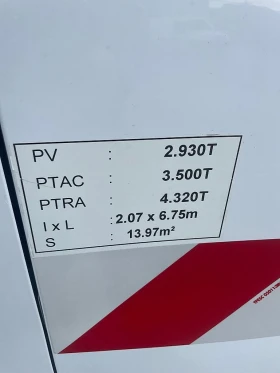 PV : 2.930T
PTAC : 3.500T
PTRA : 4.320T
l x L : 2.07 x 6.75m
S : 13.97m²